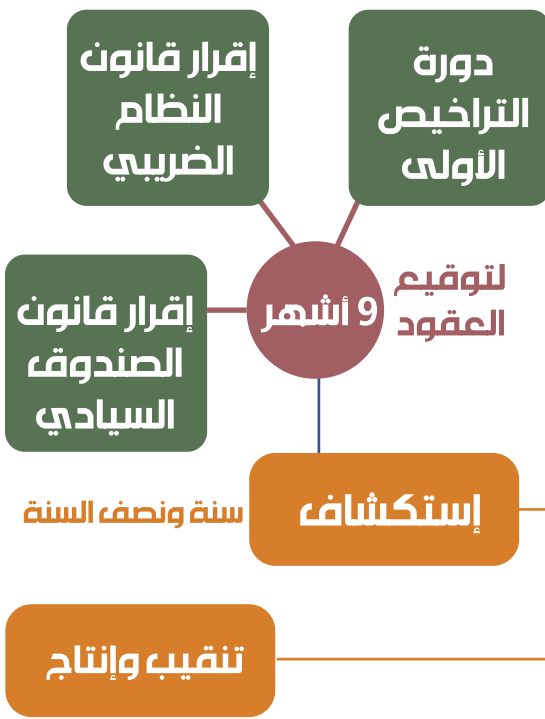 دورة
التراخيص
الأولى
إقرار قانون
النظام
الضريبي
لتوقيع
العقود
9 أشهر
إقرار قانون
الصندوق
السيادي
إستكشاف
سنة ونصف السنة
تنقيب وإنتاج